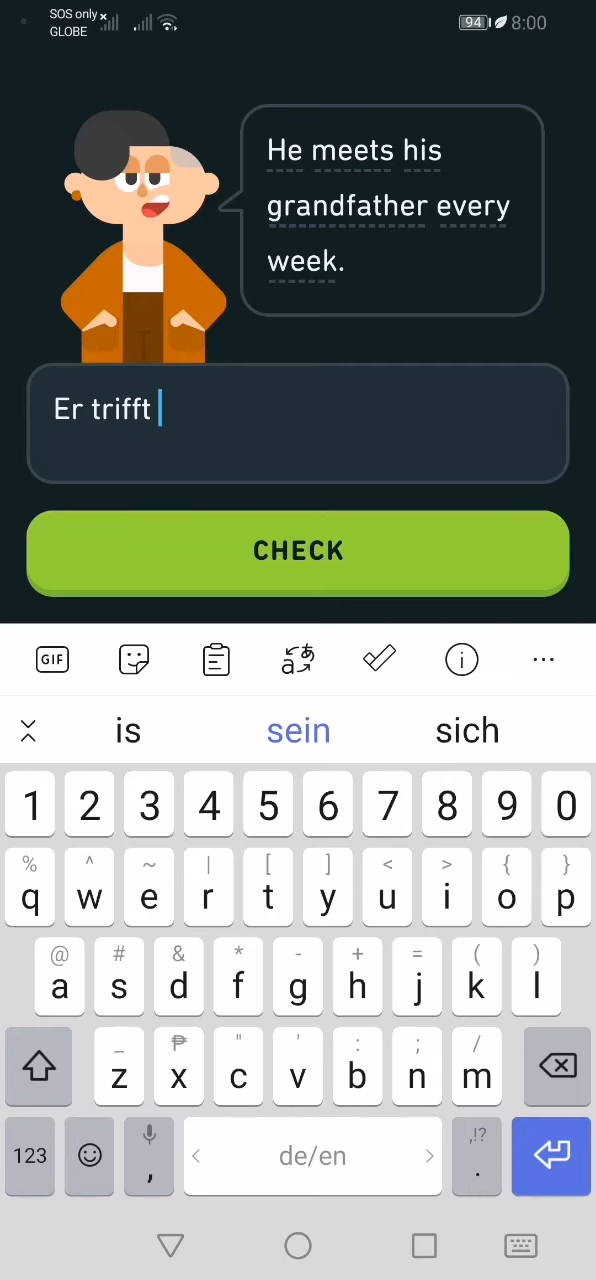 SOS only
GLOBE
94 8:00
He meets his
grandfather every
week.
Er trifft
CHECK
GIF
is sein sich
1 2 3 4 5 6 7 8 9 0
% ^ ~ | [ ] < > { }
q w e r t y u i o p
@ # & * - + = ( )
a s d f g h j k l
_ ₱ " ' : ; /
z x c v b n m
,!?
123 , de/en .